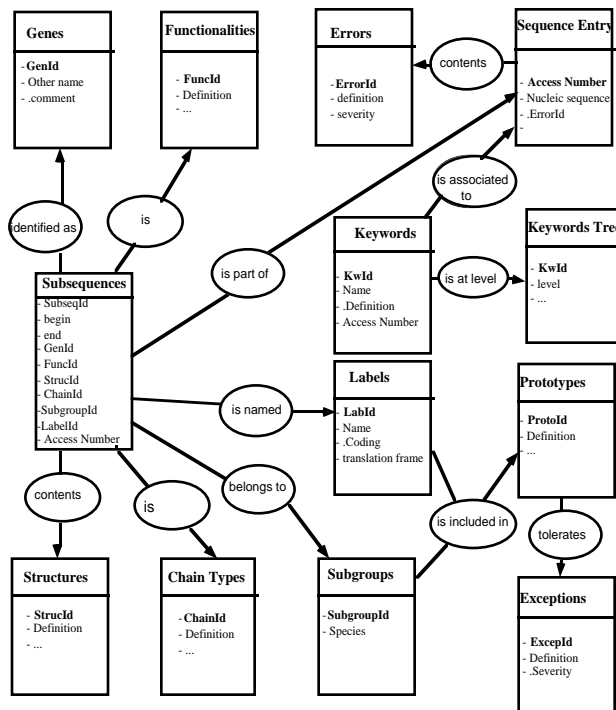 Genes
- GenId
- Other name
- .comment
Functionalities
- FuncId
- Definition
- ...
Errors
- ErrorId
- definition
- severity
contents
Sequence Entry
- Access Number
- Nucleic sequence
- .ErrorId
-
identified as
is
is part of
is associated
to
Keywords
- KwId
- Name
- .Definition
- Access Number
is at level
Keywords Tree
- KwId
- level
- ...
Subsequences
- SubseqId
- begin
- end
- GenId
- FuncId
- StrucId
- ChainId
-SubgroupId
-LabelId
- Access Number
is named
Labels
- LabId
- Name
- .Coding
- translation frame
Prototypes
- ProtoId
- Definition
- ...
contents
is
belongs to
is included in
tolerates
Structures
- StrucId
- Definition
- ...
Chain Types
- ChainId
- Definition
- ...
Subgroups
- SubgroupId
- Species
Exceptions
- ExcepId
- Definition
- .Severity